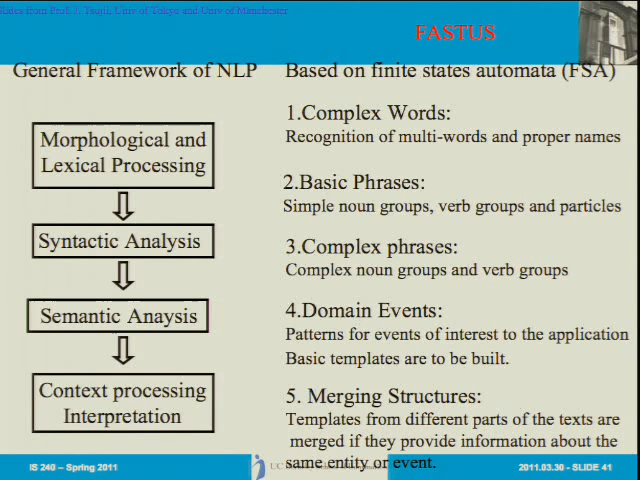 Slides from Prof. J. Tsujii, Univ of Tokyo and Univ of Manchester
FASTUS
General Framework of NLP
Based on finite states automata (FSA)
Morphological and
Lexical Processing
Syntactic Analysis
Semantic Anaysis
Context processing
Interpretation
1.Complex Words:
Recognition of multi-words and proper names
2.Basic Phrases:
Simple noun groups, verb groups and particles
3.Complex phrases:
Complex noun groups and verb groups
4.Domain Events:
Patterns for events of interest to the application
Basic templates are to be built.
5. Merging Structures:
Templates from different parts of the texts are
merged if they provide information about the
same entity or event.
IS 240 – Spring 2011
UC
2011.03.30 - SLIDE 41